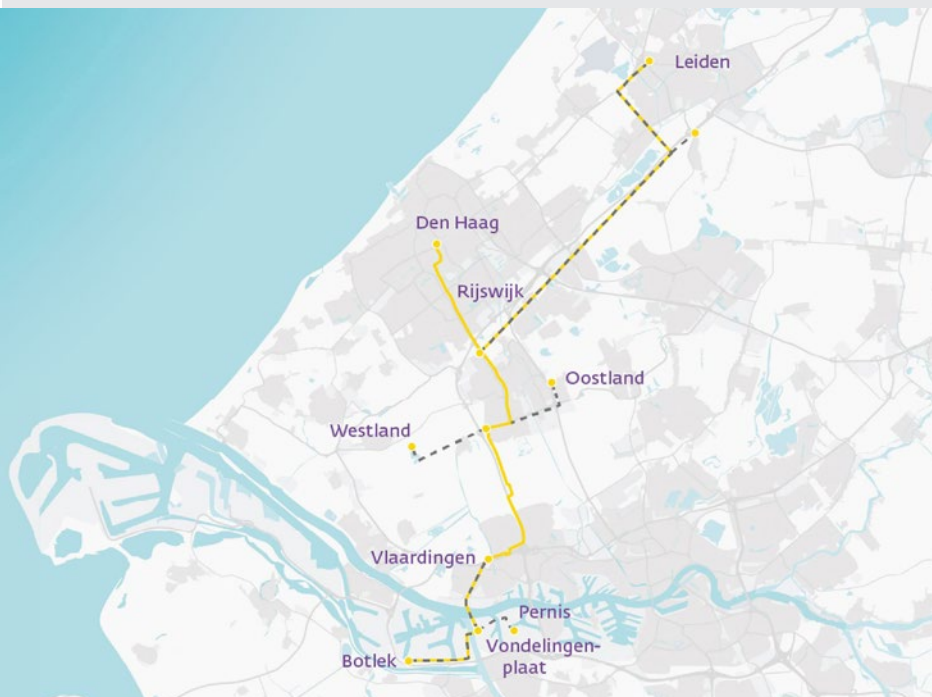 Leiden
Den Haag
Rijswijk
Oostland
Westland
Vlaardingen
Pernis
Vondelingen-
plaat
Botlek